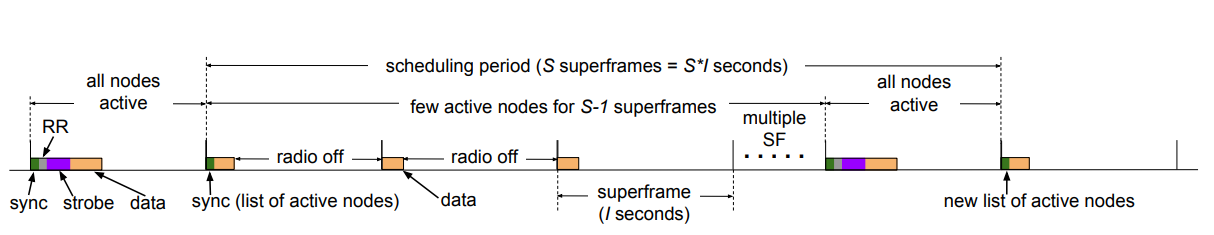 scheduling period (S superframes = S*I seconds)
all nodes
active
few active nodes for S-1 superframes
all nodes
active
multiple
SF
RR
radio off
radio off
sync
strobe
data
sync (list of active nodes)
data
superframe
(I seconds)
new list of active nodes